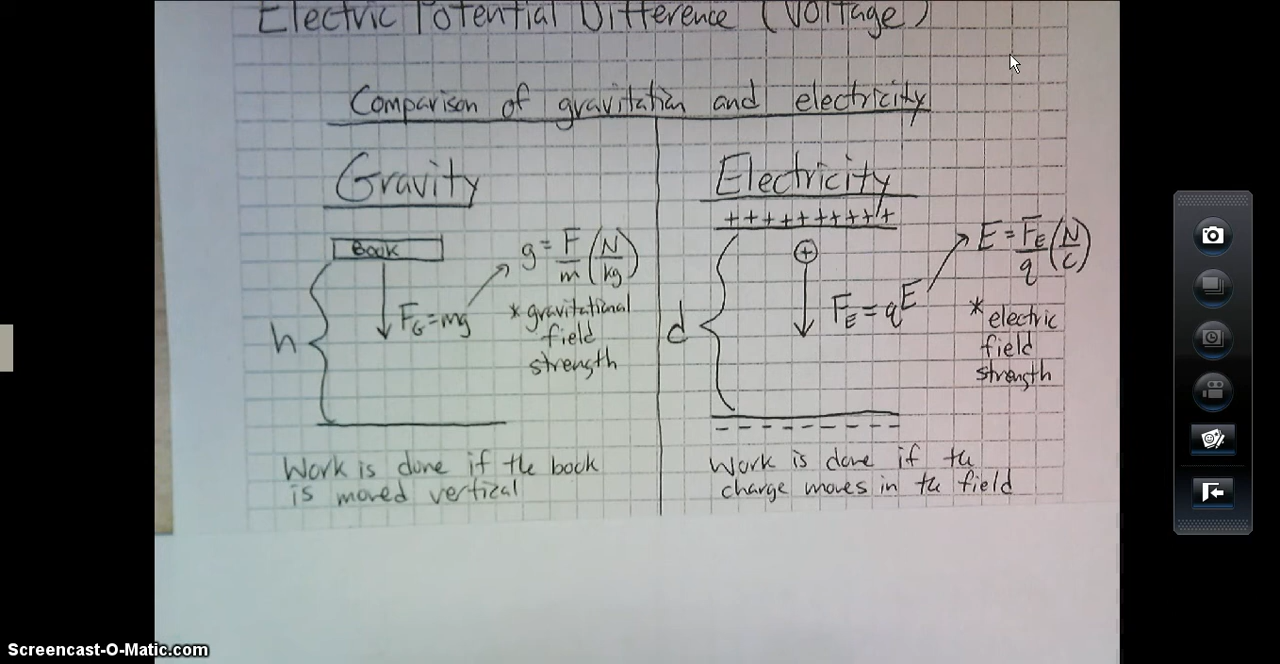 Electric Potential Difference (Voltage)
Comparison of gravitation and electricity
Gravity
Book
h
F_G = mg
g = F/m (N/kg)
* gravitational
field
strength
Work is done if the book
is moved vertical
Electricity
++++++++++
+
d
F_E = qE
E = F_E/q (N/C)
* electric
field
strength
- - - - - - - -
Work is done if the
charge moves in the field
Screencast-O-Matic.com